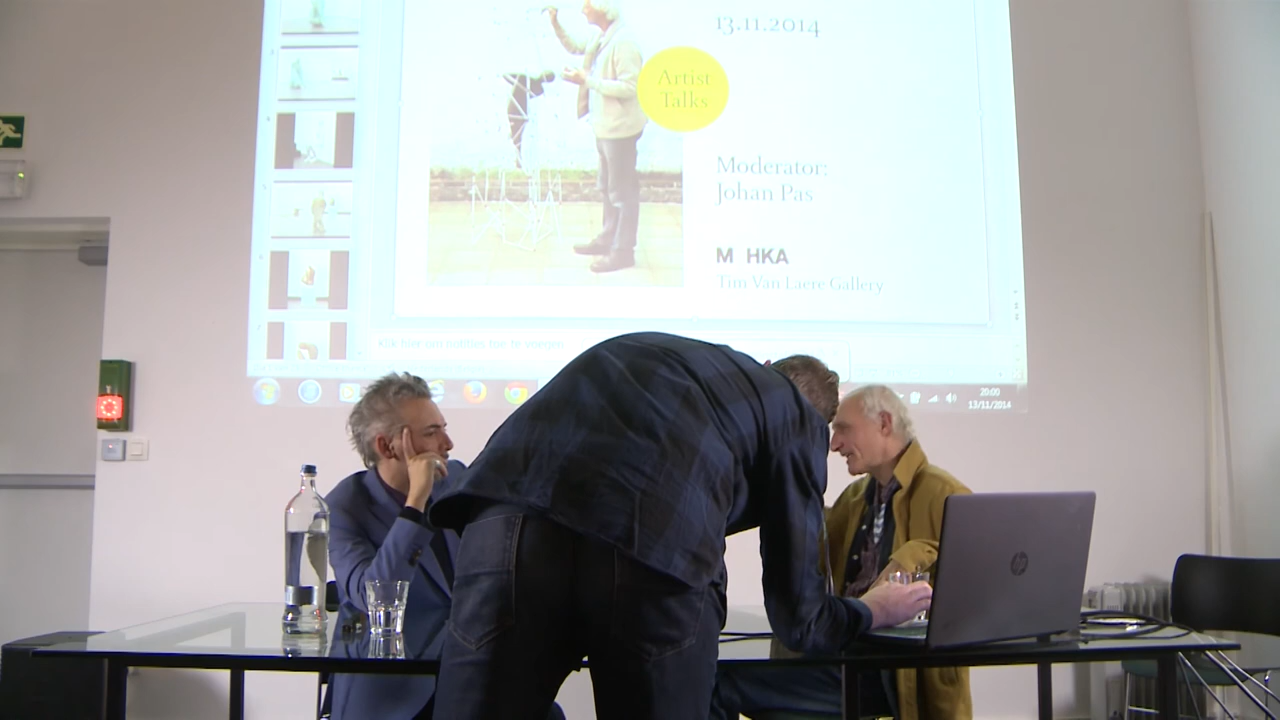 13.11.2014
Artist
Talks
Moderator:
Johan Pas
M HKA
Tim Van Laere Gallery
Klik hier om notities toe te voegen
20:00
13/11/2014
hp